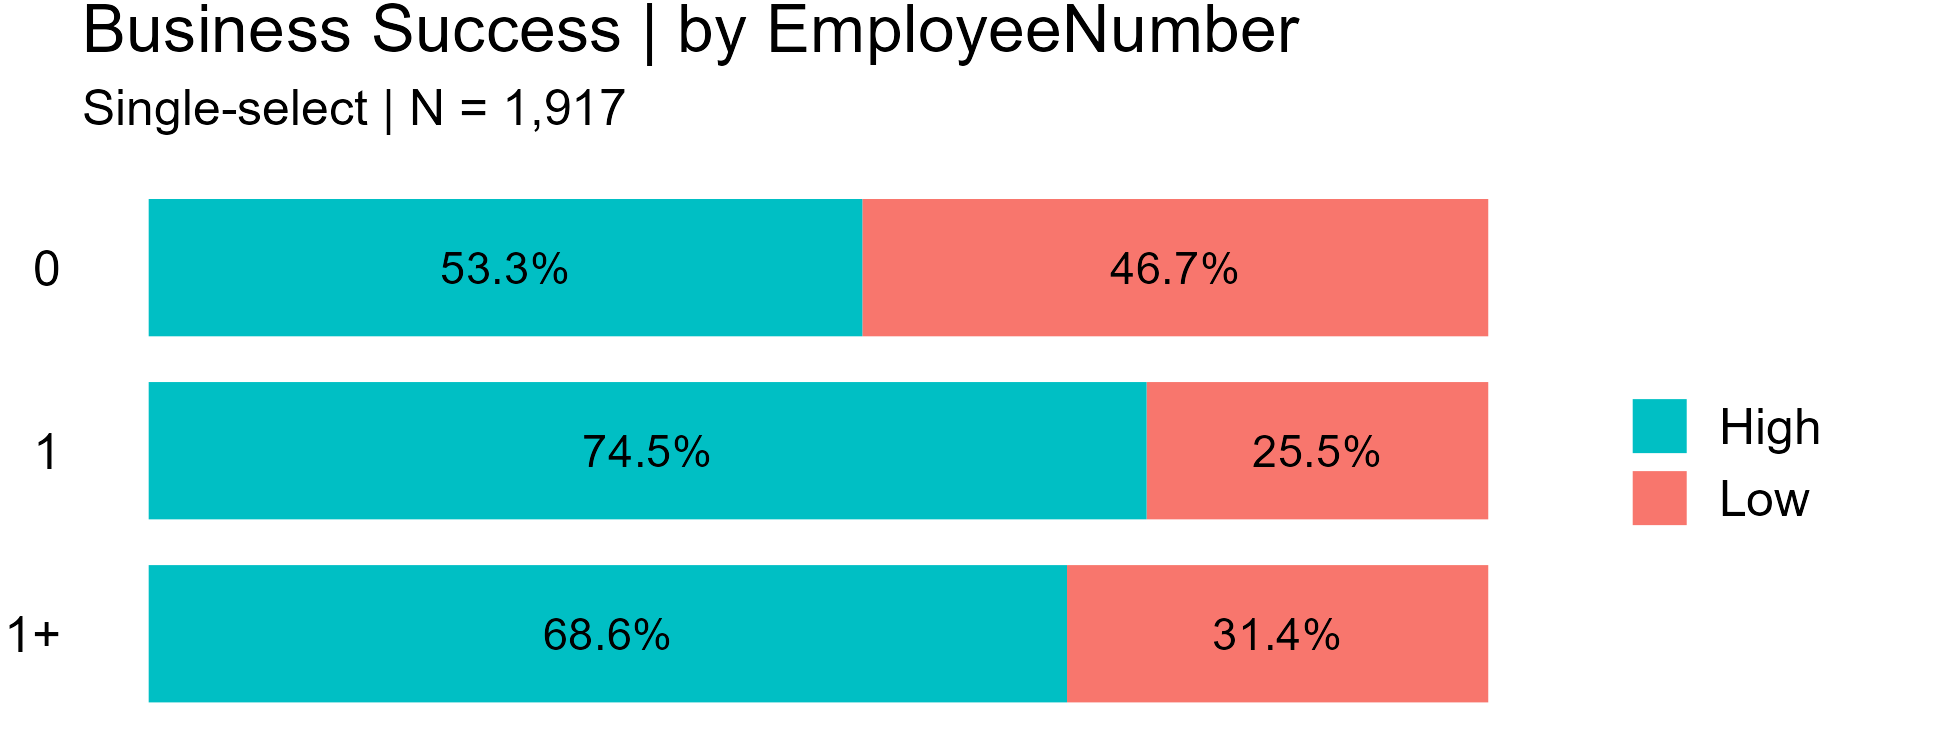 Business Success | by EmployeeNumber
Single-select | N = 1,917
0 53.3% 46.7%
1 74.5% 25.5%
High
Low
1+ 68.6% 31.4%